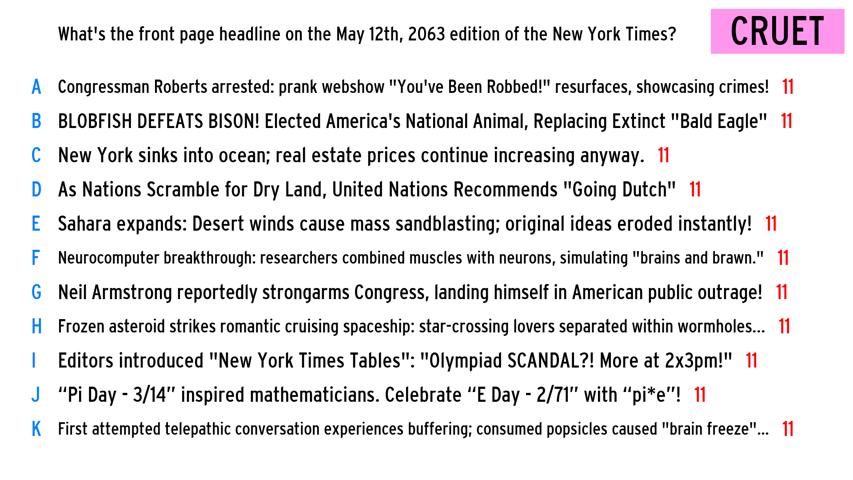 What's the front page headline on the May 12th, 2063 edition of the New York Times?
CRUET
A Congressman Roberts arrested: prank webshow "You've Been Robbed!" resurfaces, showcasing crimes! 11
B BLOBFISH DEFEATS BISON! Elected America's National Animal, Replacing Extinct "Bald Eagle" 11
C New York sinks into ocean; real estate prices continue increasing anyway. 11
D As Nations Scramble for Dry Land, United Nations Recommends "Going Dutch" 11
E Sahara expands: Desert winds cause mass sandblasting; original ideas eroded instantly! 11
F Neurocomputer breakthrough: researchers combined muscles with neurons, simulating "brains and brawn." 11
G Neil Armstrong reportedly strongarms Congress, landing himself in American public outrage! 11
H Frozen asteroid strikes romantic cruising spaceship: star-crossing lovers separated within wormholes... 11
I Editors introduced "New York Times Tables": "Olympiad SCANDAL?! More at 2x3pm!" 11
J “Pi Day - 3/14” inspired mathematicians. Celebrate “E Day - 2/71” with “pi*e”! 11
K First attempted telepathic conversation experiences buffering; consumed popsicles caused "brain freeze"... 11